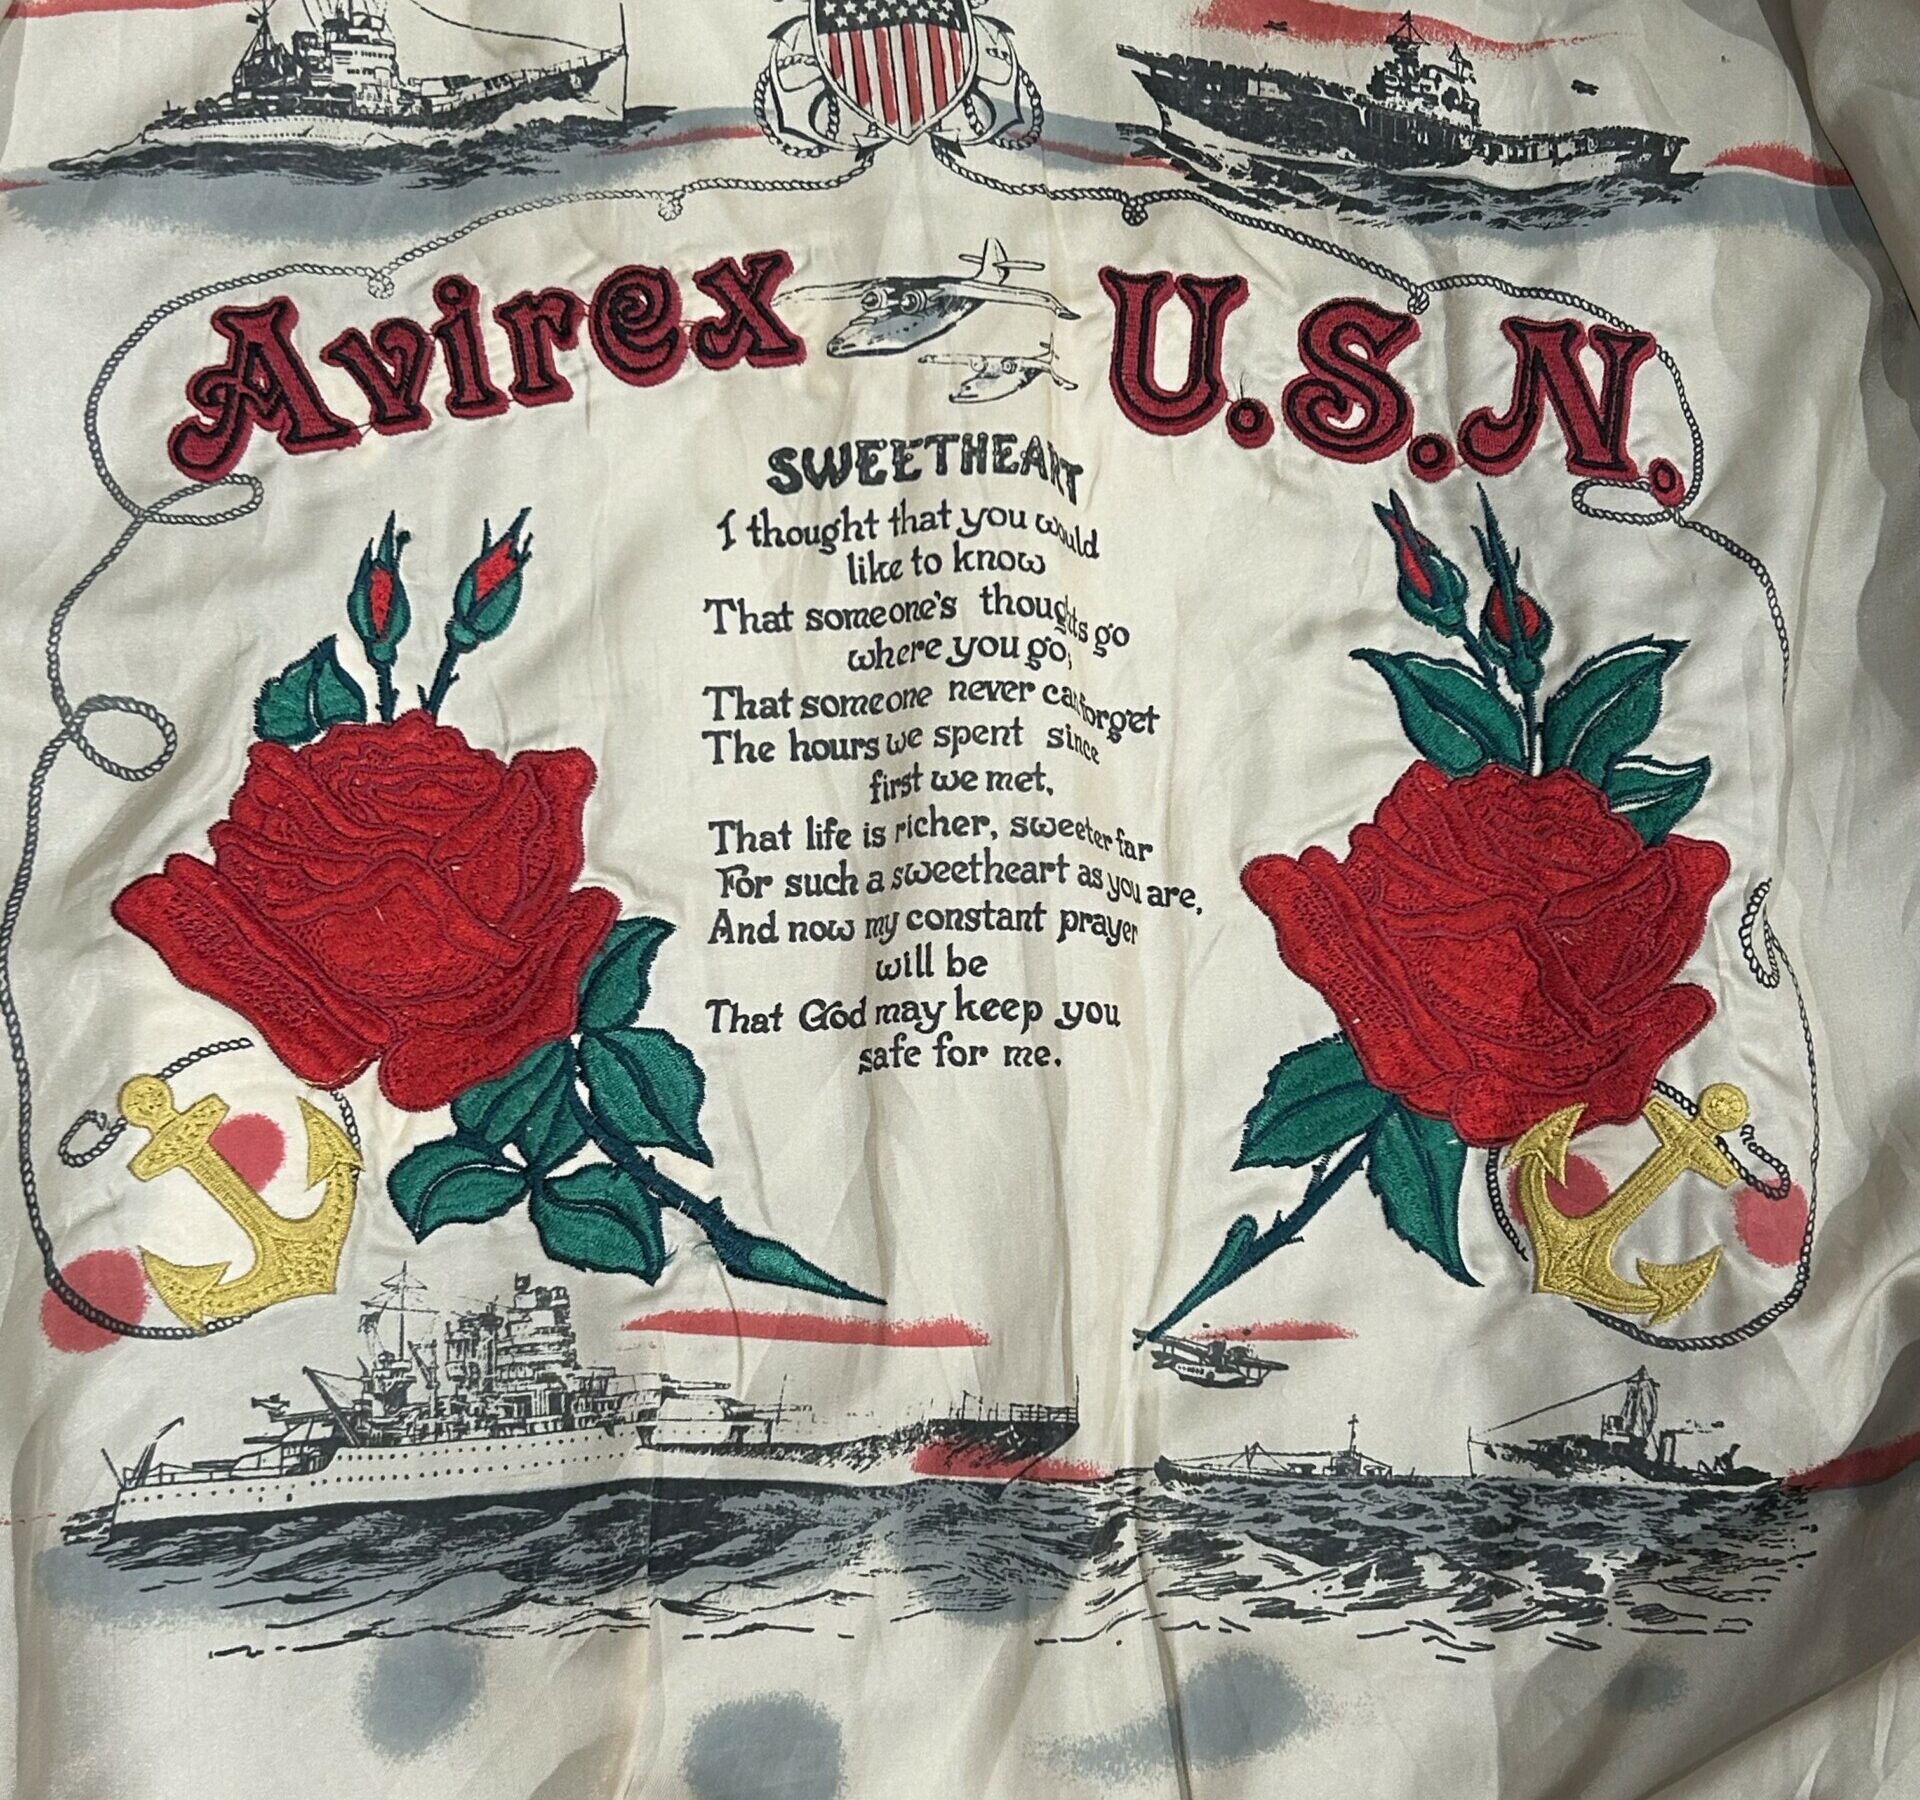 Avirex U.S.N.
SWEETHEART
I thought that you would
like to know
That someone's thoughts go
where you go,
That someone never can forget
The hours we spent since
first we met,
That life is richer, sweeter far
For such a sweetheart as you are,
And now my constant prayer
will be
That God may keep you
safe for me.